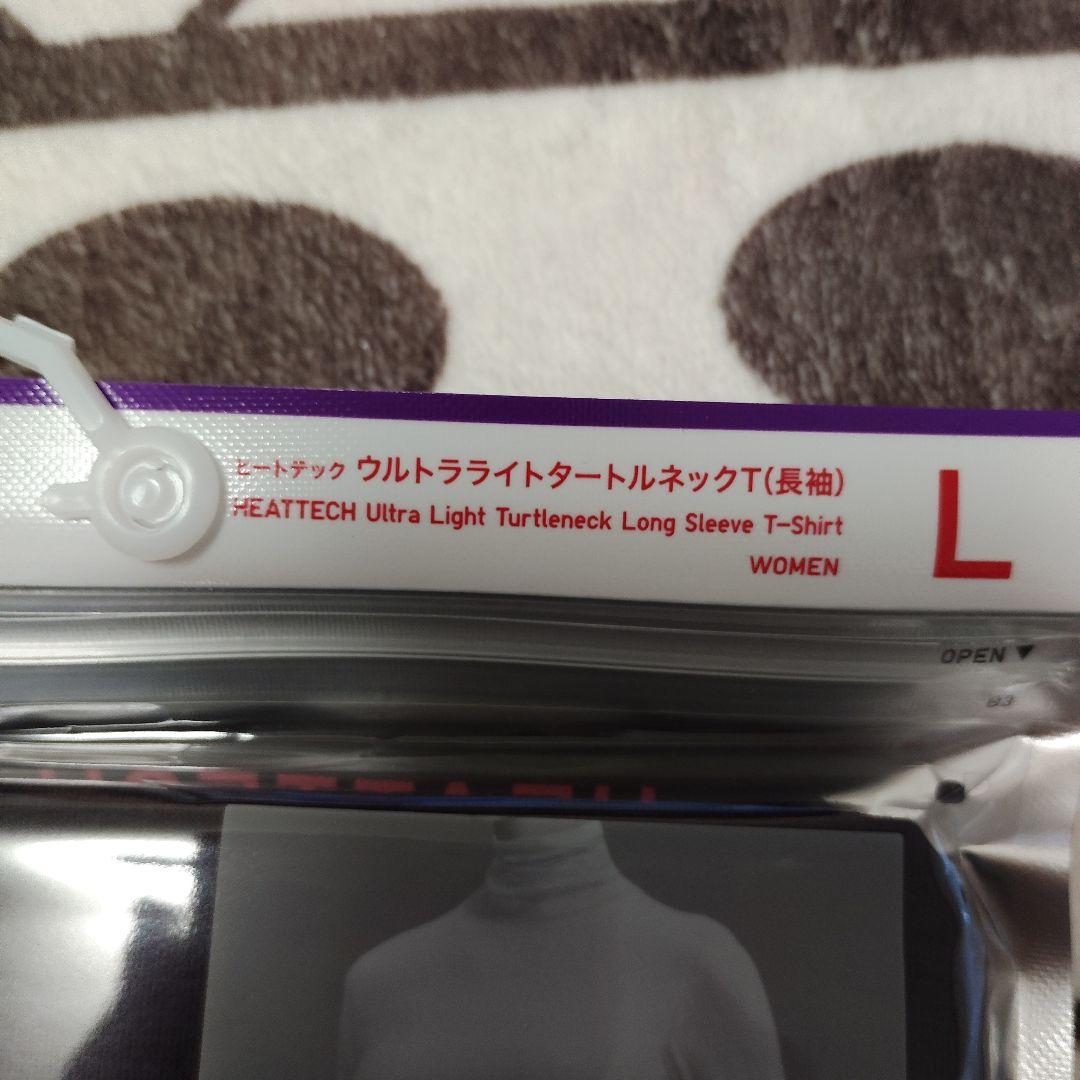 ヒートテック ウルトラライトタートルネックT(長袖)
HEATTECH Ultra Light Turtleneck Long Sleeve T-Shirt
WOMEN
L
OPEN ▼
B3